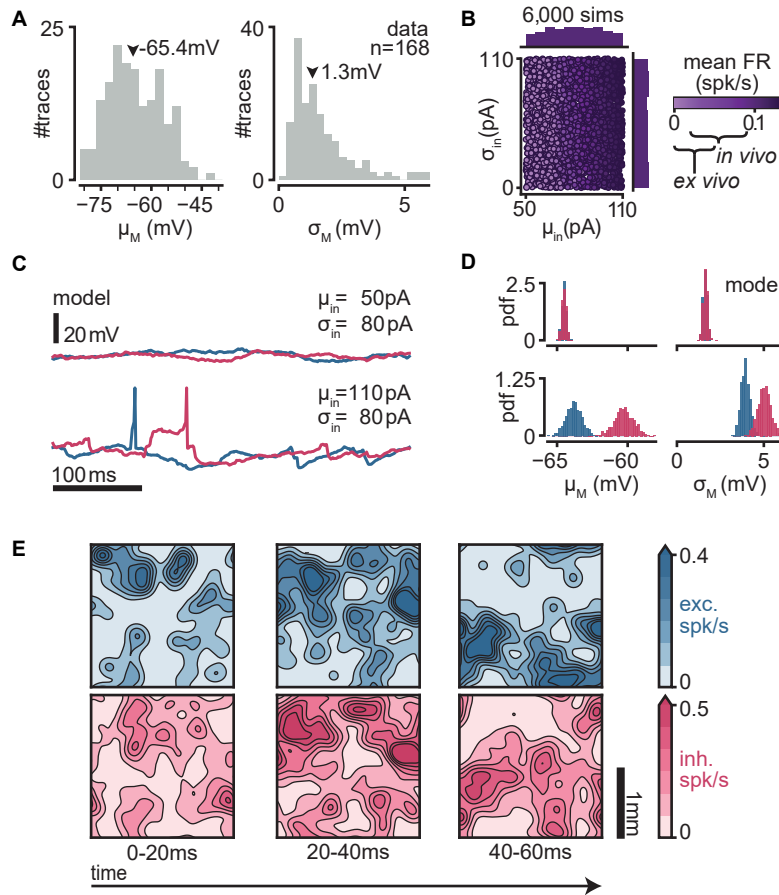 A
25
0
#traces
-65.4mV
−75
−60
−45
μM (mV)
40
0
#traces
data
n=168
1.3mV
0
5
σM (mV)
B
6,000 sims
110
0
σin(pA)
50
110
μin(pA)
mean FR
(spk/s)
0
0.1
in vivo
ex vivo
C
model
20mV
μin= 50pA
σin= 80pA
μin=110pA
σin= 80pA
100ms
D
2.5
0
pdf
model
1.25
0
pdf
−65
−60
μM (mV)
0
5
σM (mV)
E
0.4
exc.
spk/s
0
0.5
inh.
spk/s
0
1mm
0-20ms
20-40ms
40-60ms
time